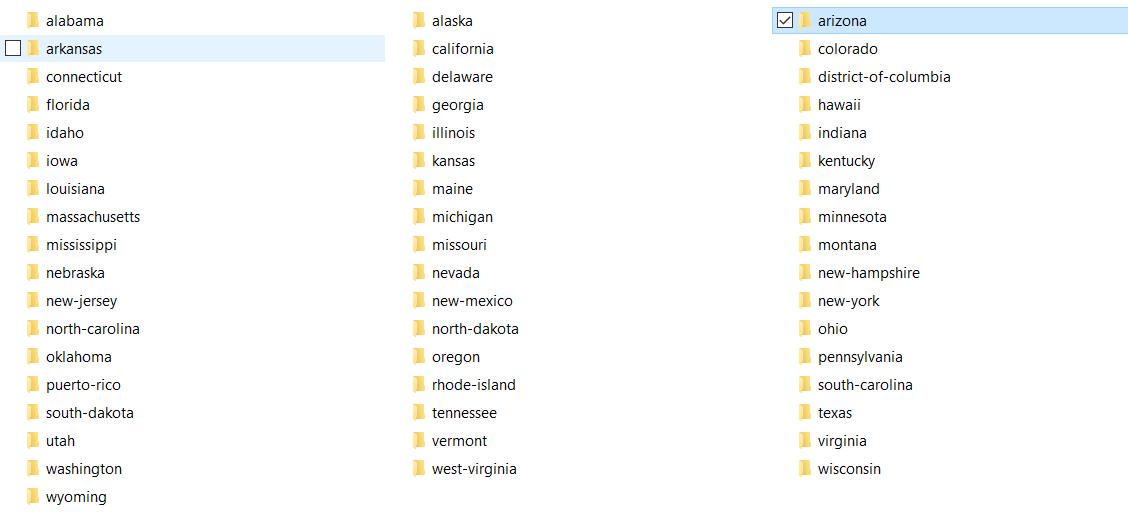 alabama
alaska
arizona
arkansas
california
colorado
connecticut
delaware
district-of-columbia
florida
georgia
hawaii
idaho
illinois
indiana
iowa
kansas
kentucky
louisiana
maine
maryland
massachusetts
michigan
minnesota
mississippi
missouri
montana
nebraska
nevada
new-hampshire
new-jersey
new-mexico
new-york
north-carolina
north-dakota
ohio
oklahoma
oregon
pennsylvania
puerto-rico
rhode-island
south-carolina
south-dakota
tennessee
texas
utah
vermont
virginia
washington
west-virginia
wisconsin
wyoming